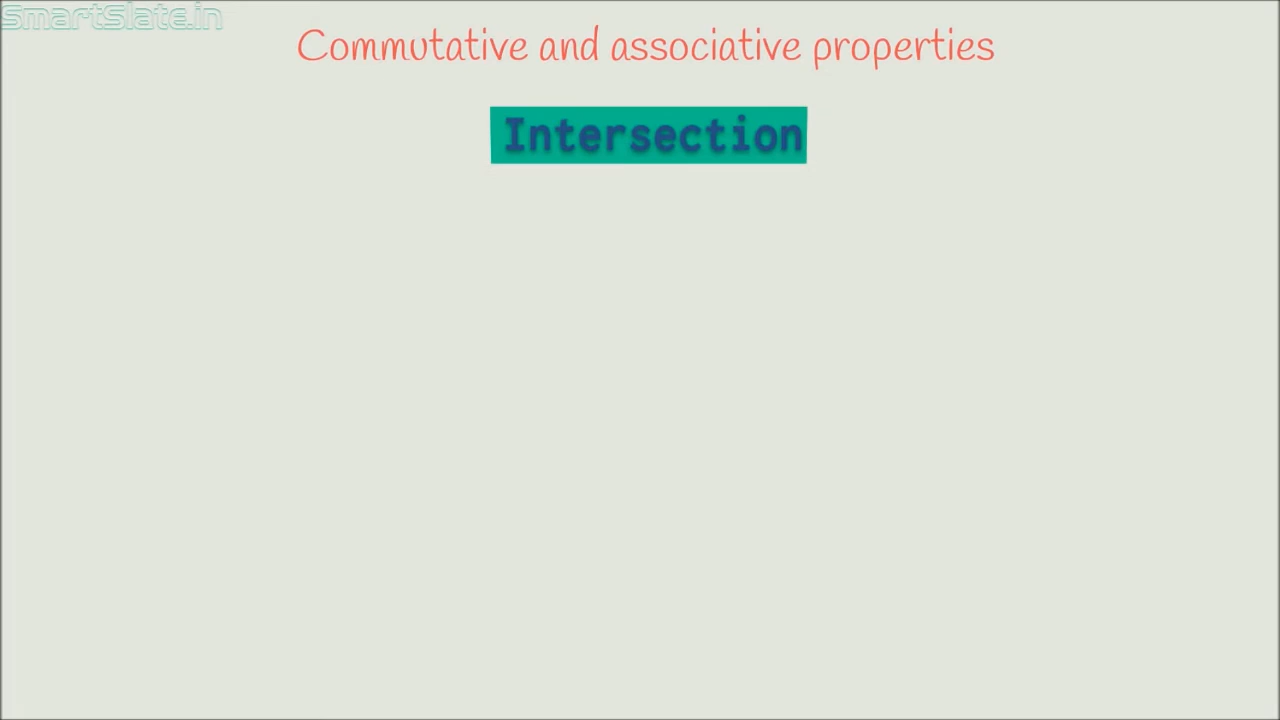 SmartSlate.in
Commutative and associative properties
Intersection